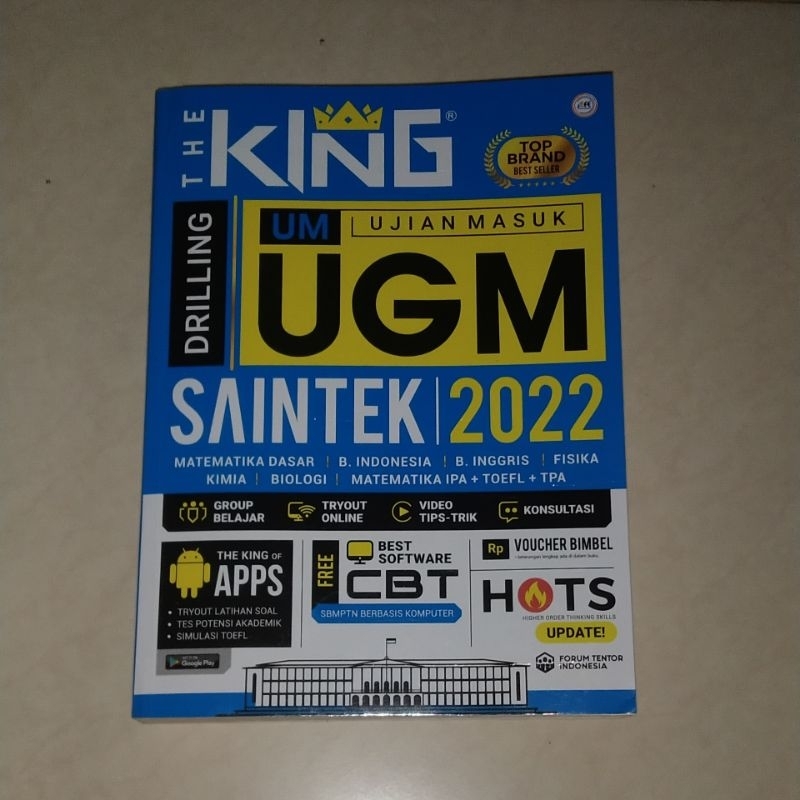 THE KING®
TOP
BRAND
BEST SELLER
DRILLING
UM UJIAN MASUK
UGM
SAINTEK | 2022
MATEMATIKA DASAR | B. INDONESIA | B. INGGRIS | FISIKA
KIMIA | BIOLOGI | MATEMATIKA IPA + TOEFL + TPA
GROUP
BELAJAR
TRYOUT
ONLINE
VIDEO
TIPS-TRIK
KONSULTASI
THE KING OF
APPS
• TRYOUT LATIHAN SOAL
• TES POTENSI AKADEMIK
• SIMULASI TOEFL
Google Play
FREE
BEST
SOFTWARE
CBT
SBMPTN BERBASIS KOMPUTER
Rp VOUCHER BIMBEL
HOTS
HIGHER ORDER THINKING SKILLS
UPDATE!
FORUM TENTOR
INDONESIA